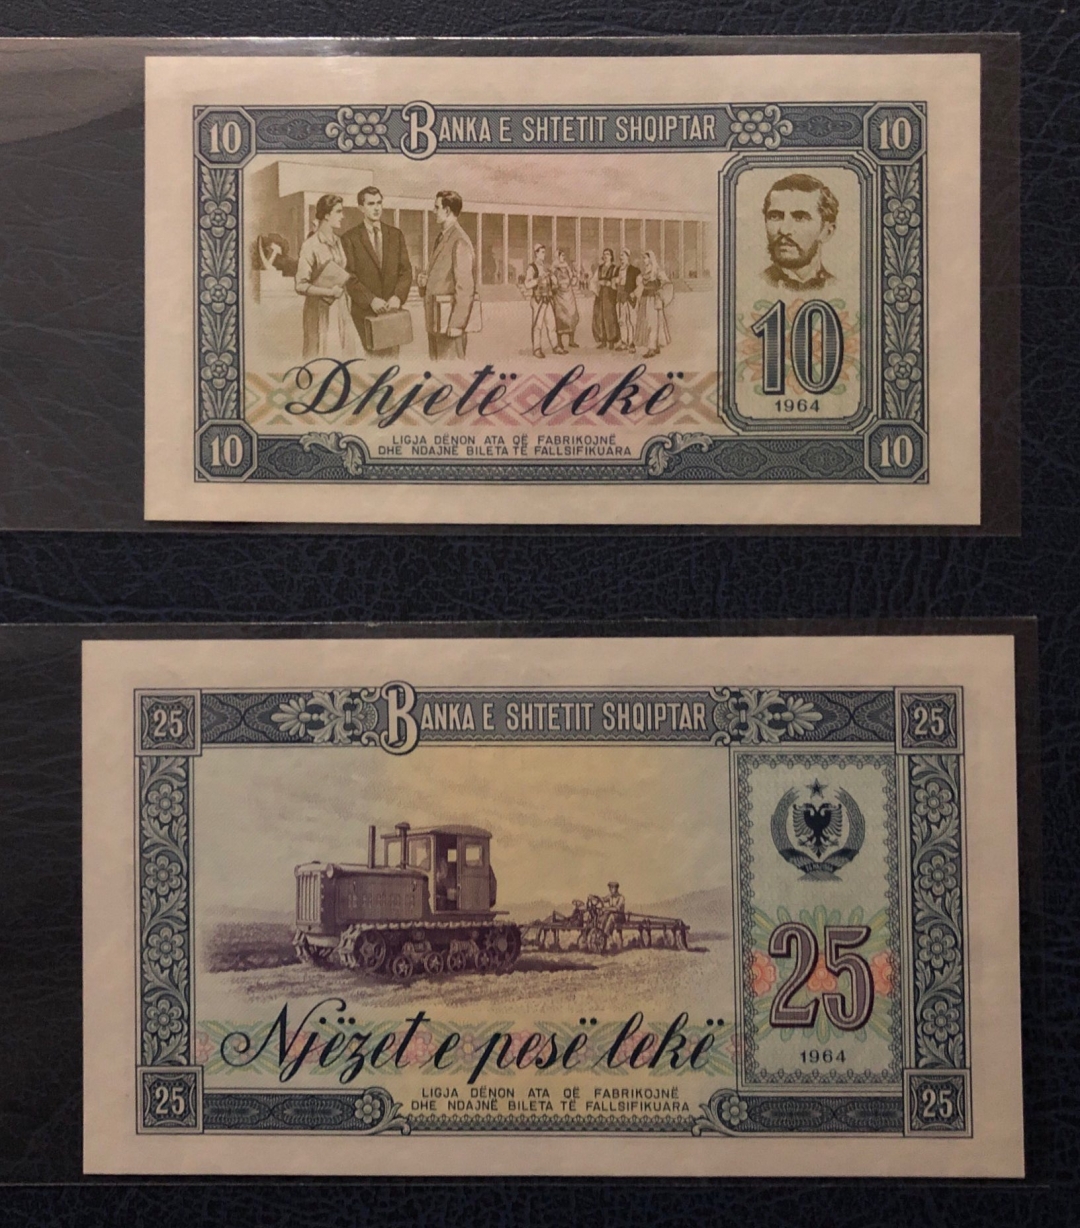 10 BANKA E SHTETIT SHQIPTAR 10
Dhjetë lekë
10
1964
LIGJA DËNON ATA QË FABRIKOJNË
DHE NDAJNË BILETA TË FALLSIFIKUARA
10 10
25 BANKA E SHTETIT SHQIPTAR 25
25
Njëzet e pesë lekë
1964
LIGJA DËNON ATA QË FABRIKOJNË
DHE NDAJNË BILETA TË FALLSIFIKUARA
25 25